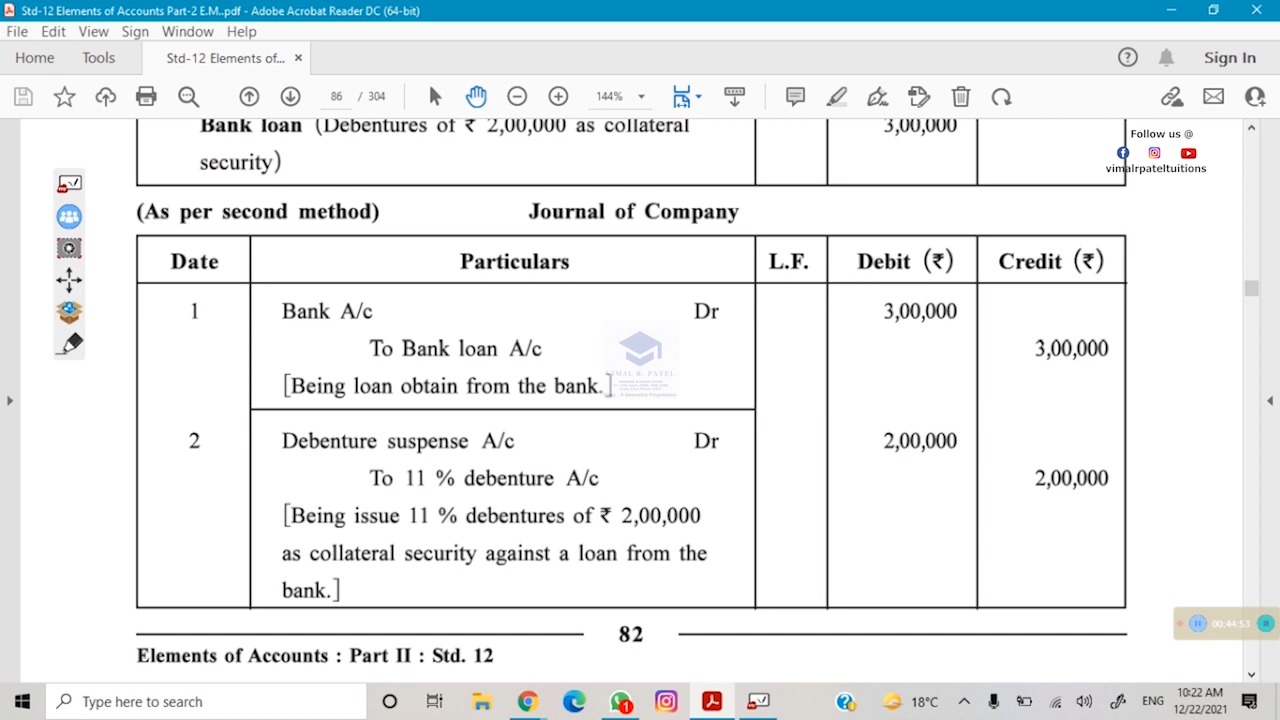 Std-12 Elements of Accounts Part-2 E.M..pdf - Adobe Acrobat Reader DC (64-bit)
File Edit View Sign Window Help
Home Tools Std-12 Elements of... × Sign In
86 / 304 144%
Bank loan (Debentures of ₹ 2,00,000 as collateral 3,00,000
security)
Follow us @
vimalrpateltuitions
(As per second method) Journal of Company
Date Particulars L.F. Debit (₹) Credit (₹)
1 Bank A/c Dr 3,00,000
To Bank loan A/c 3,00,000
[Being loan obtain from the bank.]
VIMAL R. PATEL
2 Debenture suspense A/c Dr 2,00,000
To 11 % debenture A/c 2,00,000
[Being issue 11 % debentures of ₹ 2,00,000
as collateral security against a loan from the
bank.]
82
00:44:53
Elements of Accounts : Part II : Std. 12
Type here to search 1 18°C ENG 10:22 AM
12/22/2021